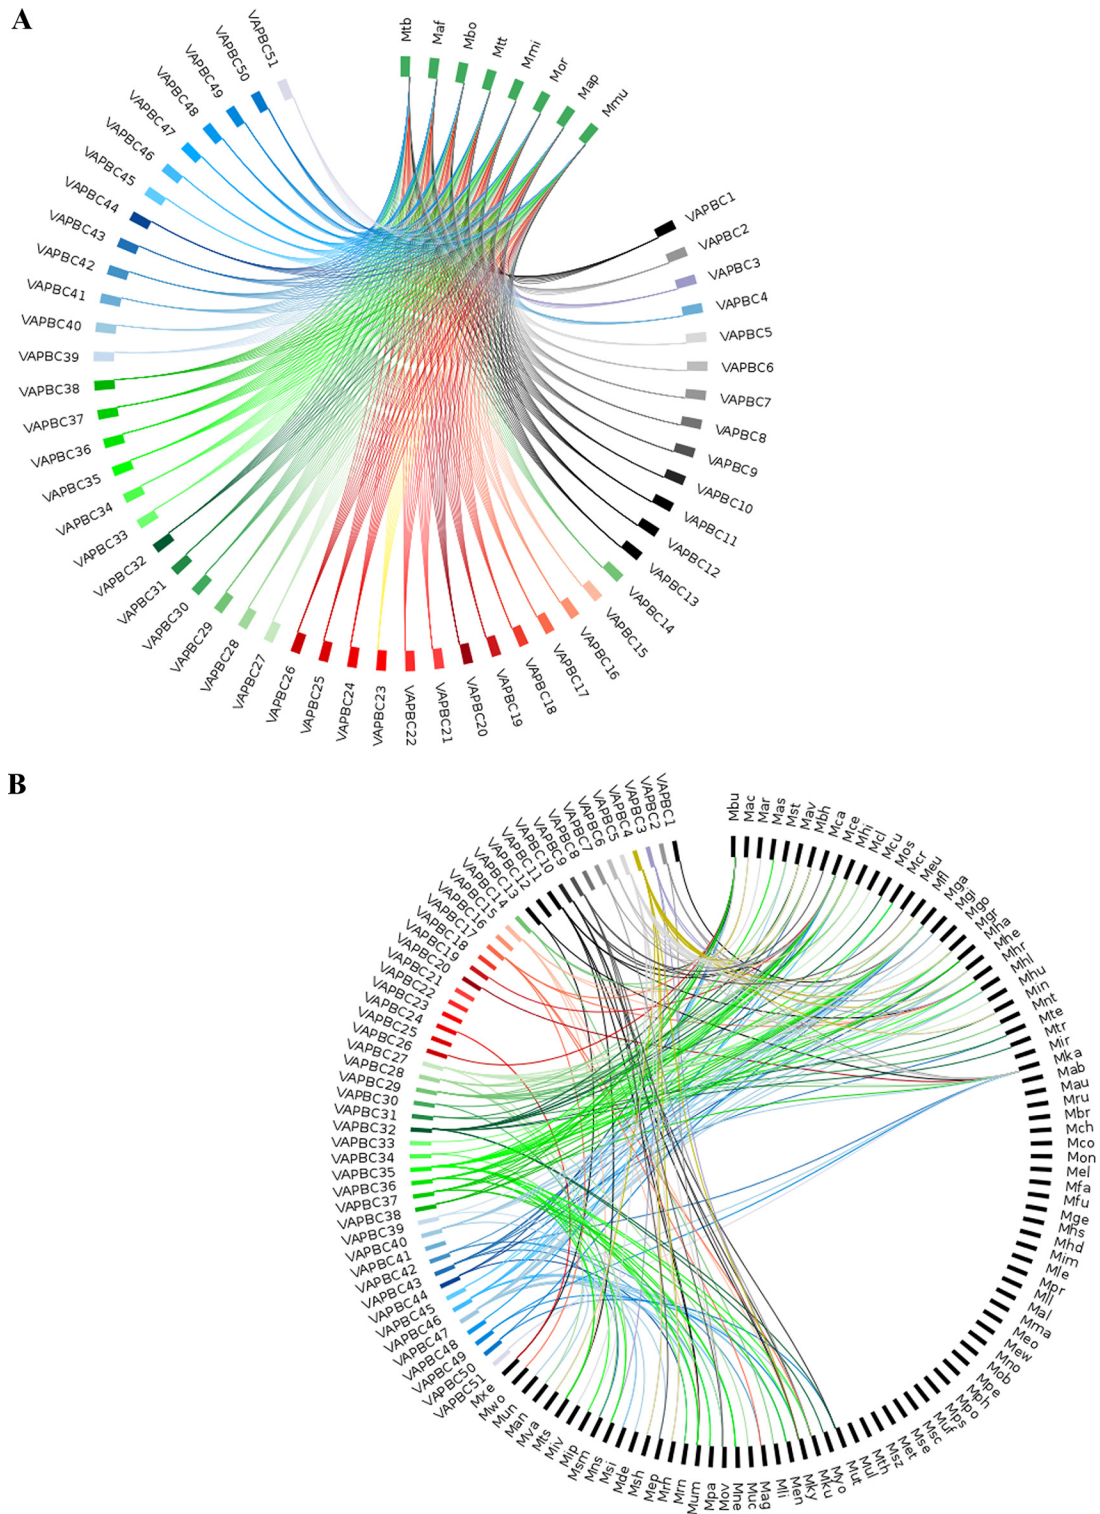 A
Mtb
Maf
Mbo
Mtt
Mmi
Mor
Map
Mmu
VAPBC1
VAPBC2
VAPBC3
VAPBC4
VAPBC5
VAPBC6
VAPBC7
VAPBC8
VAPBC9
VAPBC10
VAPBC11
VAPBC12
VAPBC13
VAPBC14
VAPBC15
VAPBC16
VAPBC17
VAPBC18
VAPBC19
VAPBC20
VAPBC21
VAPBC22
VAPBC23
VAPBC24
VAPBC25
VAPBC26
VAPBC27
VAPBC28
VAPBC29
VAPBC30
VAPBC31
VAPBC32
VAPBC33
VAPBC34
VAPBC35
VAPBC36
VAPBC37
VAPBC38
VAPBC39
VAPBC40
VAPBC41
VAPBC42
VAPBC43
VAPBC44
VAPBC45
VAPBC46
VAPBC47
VAPBC48
VAPBC49
VAPBC50
VAPBC51
B
Mbu
Mac
Mar
Mas
Mst
Mav
Mbh
Mca
Mce
Mhi
Mcl
Mcu
Mos
Mcr
Meu
Mfl
Mga
Mgi
Mgo
Mgr
Mha
Mhe
Mhr
Mhl
Mhu
Min
Mnt
Mte
Mtr
Mir
Mka
Mab
Mau
Mru
Mbr
Mch
Mco
Mon
Mel
Mfa
Mfu
Mge
Mhs
Mhd
Mim
Mle
Mpr
Mll
Mal
Mma
Meo
Mew
Mno
Mob
Mpe
Mph
Mpo
Mps
Muf
Msc
Mse
Met
Msz
Mth
Mul
Mut
Myo
Mku
Mky
Men
Mli
Mag
Muc
Mne
Mov
Mpa
Mum
Mrn
Mrh
Mep
Msh
Mde
Msi
Mns
Msm
Mip
Miv
Mts
Mva
Man
Mun
Mwo
Mxe
VAPBC51
VAPBC50
VAPBC49
VAPBC48
VAPBC47
VAPBC46
VAPBC45
VAPBC44
VAPBC43
VAPBC42
VAPBC41
VAPBC40
VAPBC39
VAPBC38
VAPBC37
VAPBC36
VAPBC35
VAPBC34
VAPBC33
VAPBC32
VAPBC31
VAPBC30
VAPBC29
VAPBC28
VAPBC27
VAPBC26
VAPBC25
VAPBC24
VAPBC23
VAPBC22
VAPBC21
VAPBC20
VAPBC19
VAPBC18
VAPBC17
VAPBC16
VAPBC15
VAPBC14
VAPBC13
VAPBC12
VAPBC11
VAPBC10
VAPBC9
VAPBC8
VAPBC7
VAPBC6
VAPBC5
VAPBC4
VAPBC3
VAPBC2
VAPBC1